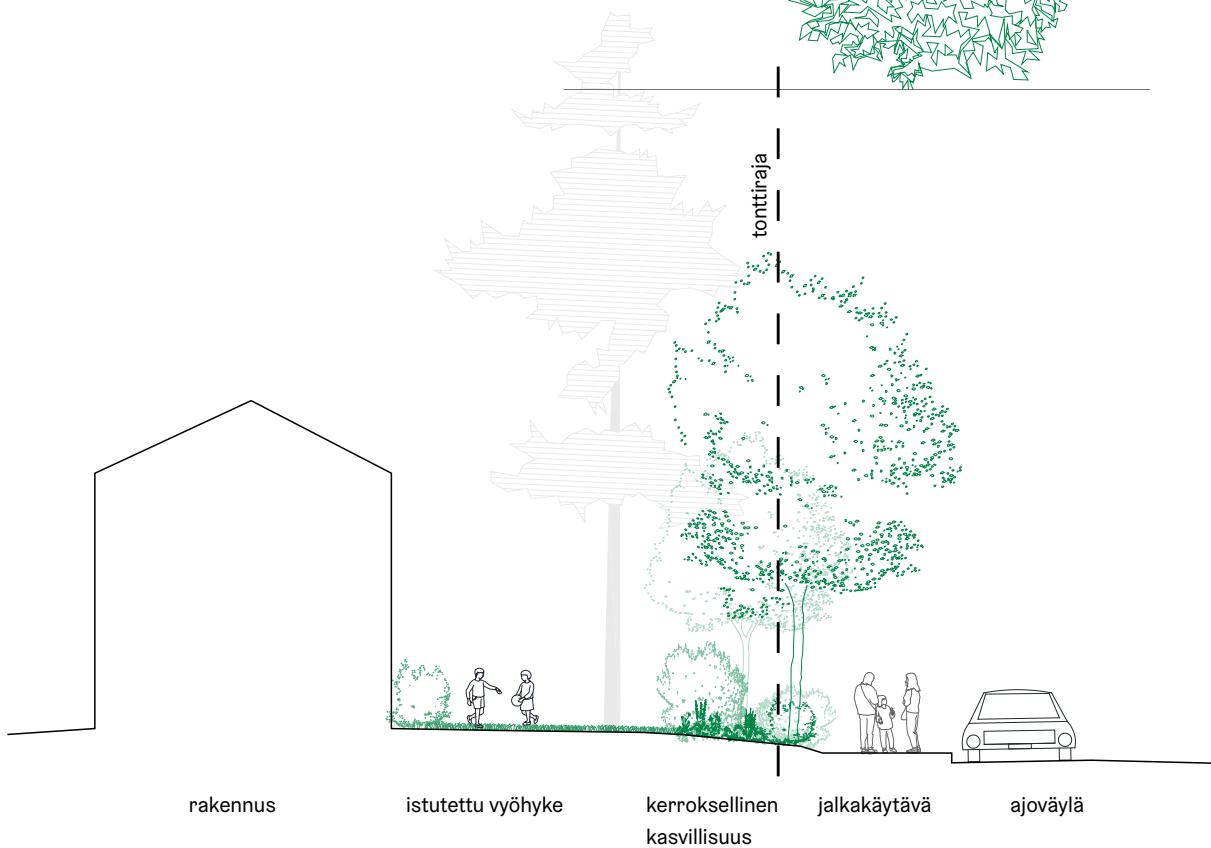 tonttiraja
rakennus
istutettu vyöhyke
kerroksellinen
kasvillisuus
jalkakäytävä
ajoväylä